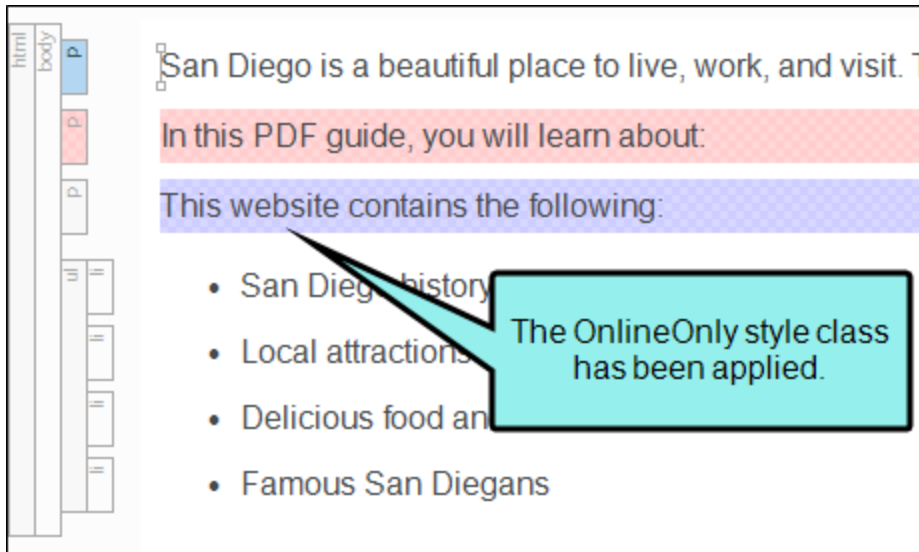 html
body
p
San Diego is a beautiful place to live, work, and visit.
p
In this PDF guide, you will learn about:
p
This website contains the following:
ul
li
San Diego history
li
Local attractions
li
Delicious food
li
Famous San Diegans
The OnlineOnly style class
has been applied.